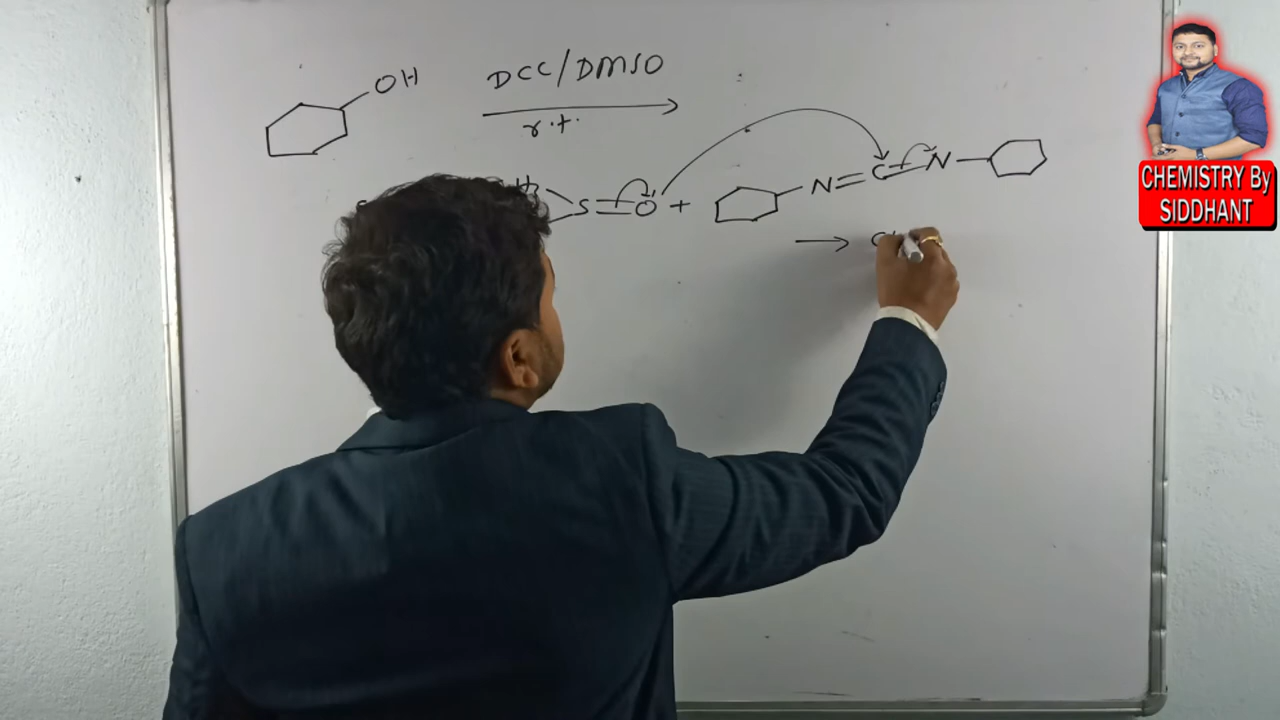 OH
DCC/DMSO
r.t.
S=O + N=C=N
CHEMISTRY By
SIDDHANT